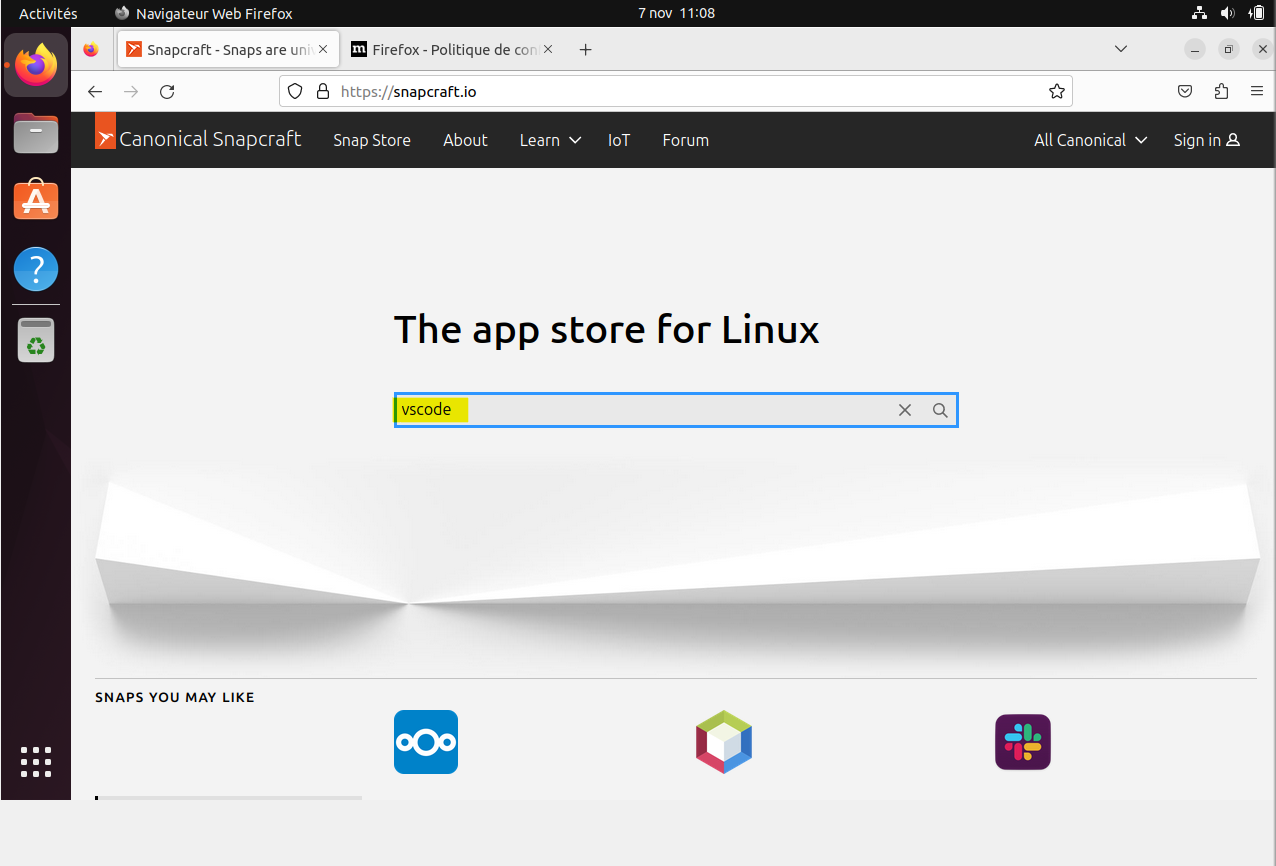 Activités Navigateur Web Firefox 7 nov 11:08
Snapcraft - Snaps are univ Firefox - Politique de con
https://snapcraft.io
Canonical Snapcraft Snap Store About Learn IoT Forum All Canonical Sign in
The app store for Linux
vscode
SNAPS YOU MAY LIKE